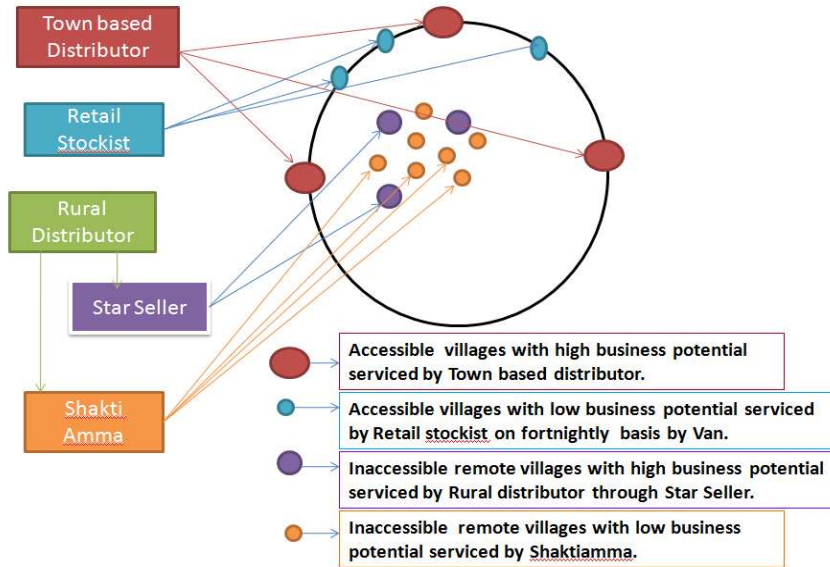 Town based
Distributor
Retail
Stockist
Rural
Distributor
Star Seller
Shakti
Amma
Accessible villages with high business potential
serviced by Town based distributor.
Accessible villages with low business potential serviced
by Retail stockist on fortnightly basis by Van.
Inaccessible remote villages with high business potential
serviced by Rural distributor through Star Seller.
Inaccessible remote villages with low business
potential serviced by Shaktiamma.